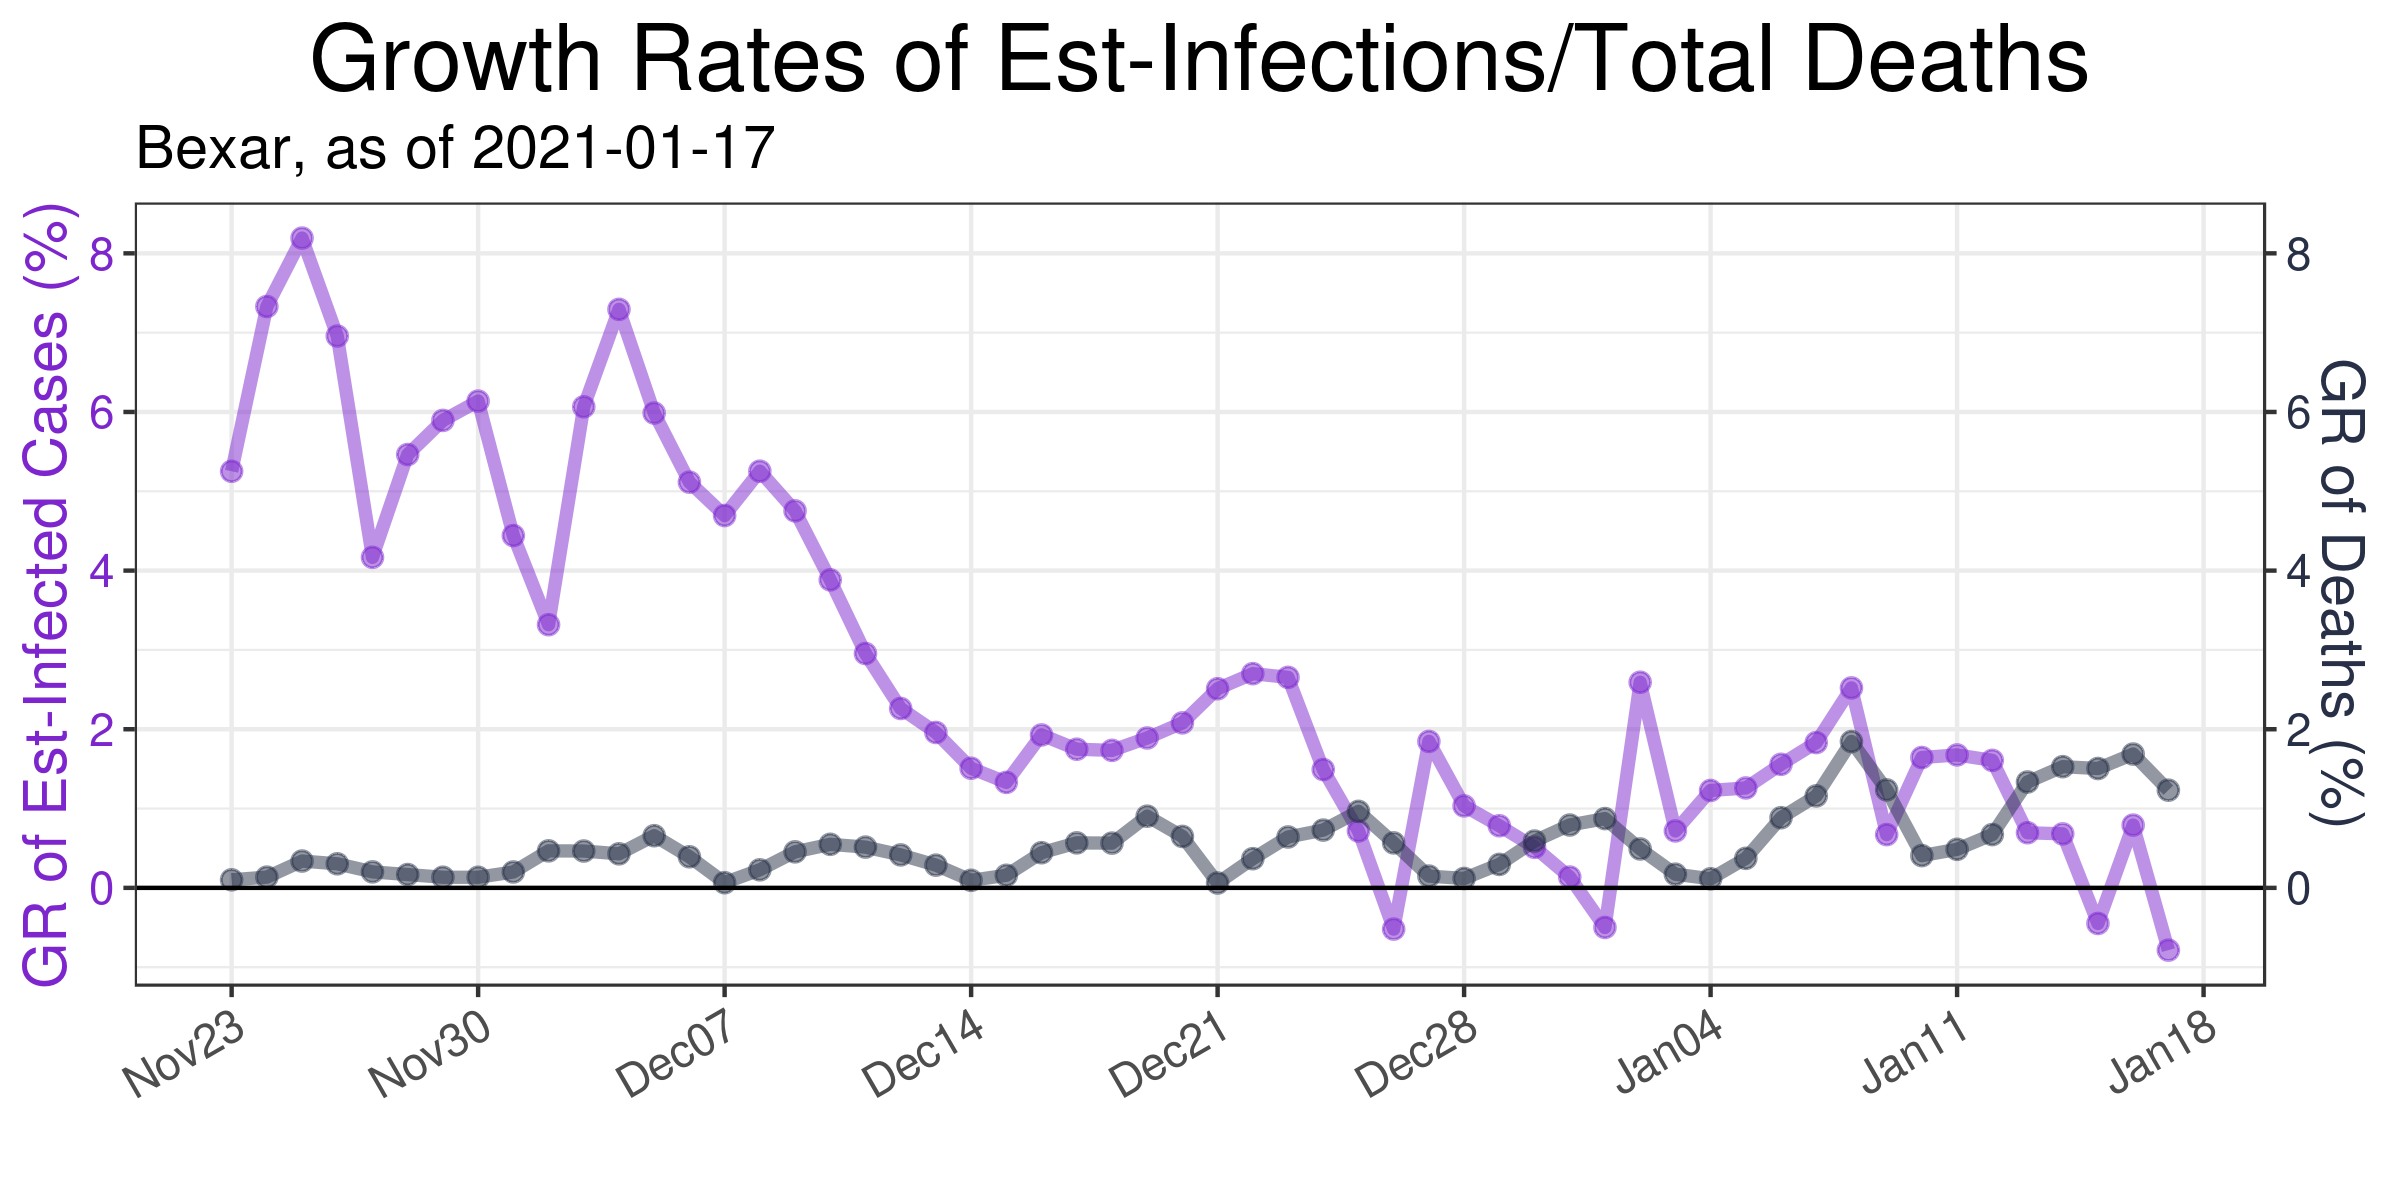 Growth Rates of Est-Infections/Total Deaths
Bexar, as of 2021-01-17
GR of Est-Infected Cases (%)
8
6
4
2
0
8
6
4
2
0
GR of Deaths (%)
Nov23
Nov30
Dec07
Dec14
Dec21
Dec28
Jan04
Jan11
Jan18